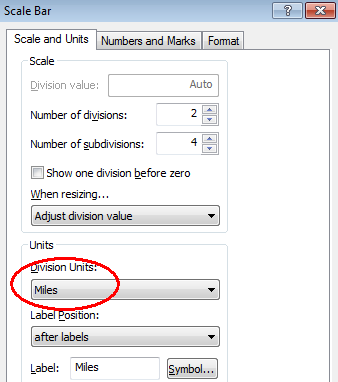 Scale Bar
?
Scale and Units Numbers and Marks Format
Scale
Division value: Auto
Number of divisions: 2
Number of subdivisions: 4
Show one division before zero
When resizing...
Adjust division value
Units
Division Units:
Miles
Label Position:
after labels
Label: Miles Symbol...